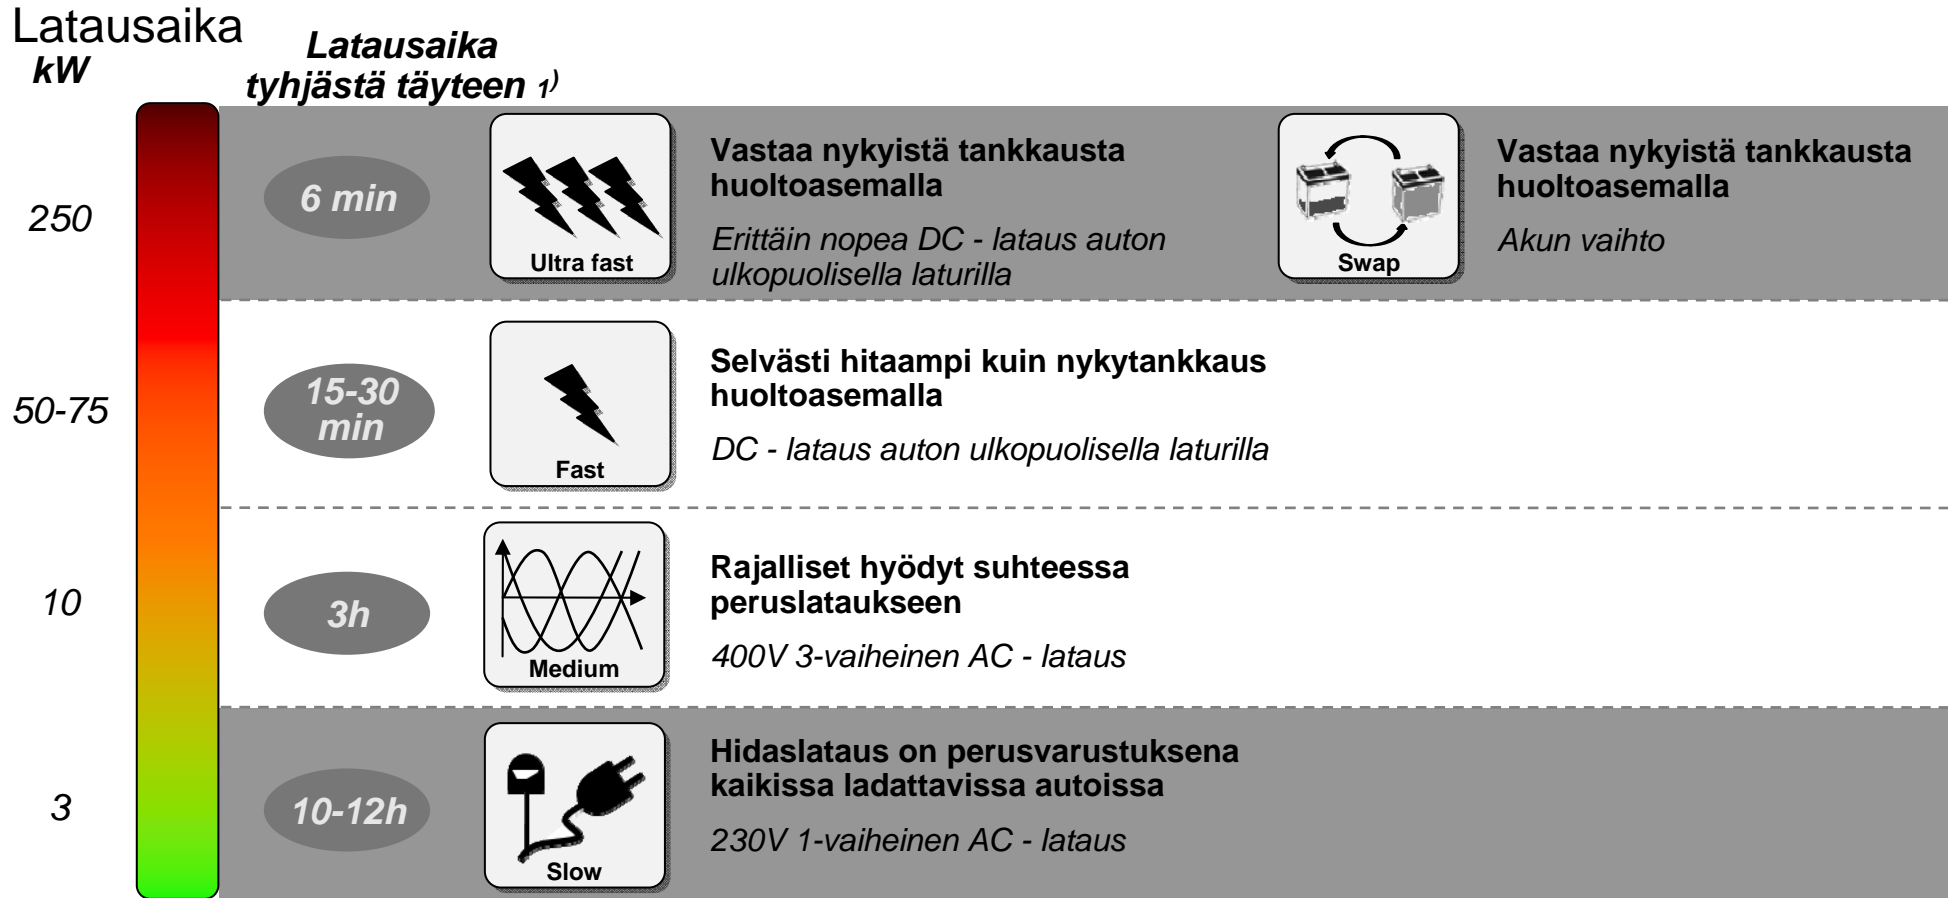 Latausaika
kW
Latausaika
tyhjästä täyteen 1)
250
6 min
Ultra fast
Vastaa nykyistä tankkausta
huoltoasemalla
Erittäin nopea DC - lataus auton
ulkopuolisella laturilla
Swap
Vastaa nykyistä tankkausta
huoltoasemalla
Akun vaihto
50-75
15-30
min
Fast
Selvästi hitaampi kuin nykytankkaus
huoltoasemalla
DC - lataus auton ulkopuolisella laturilla
10
3h
Medium
Rajalliset hyödyt suhteessa
peruslataukseen
400V 3-vaiheinen AC - lataus
3
10-12h
Slow
Hidaslataus on perusvarustuksena
kaikissa ladattavissa autoissa
230V 1-vaiheinen AC - lataus